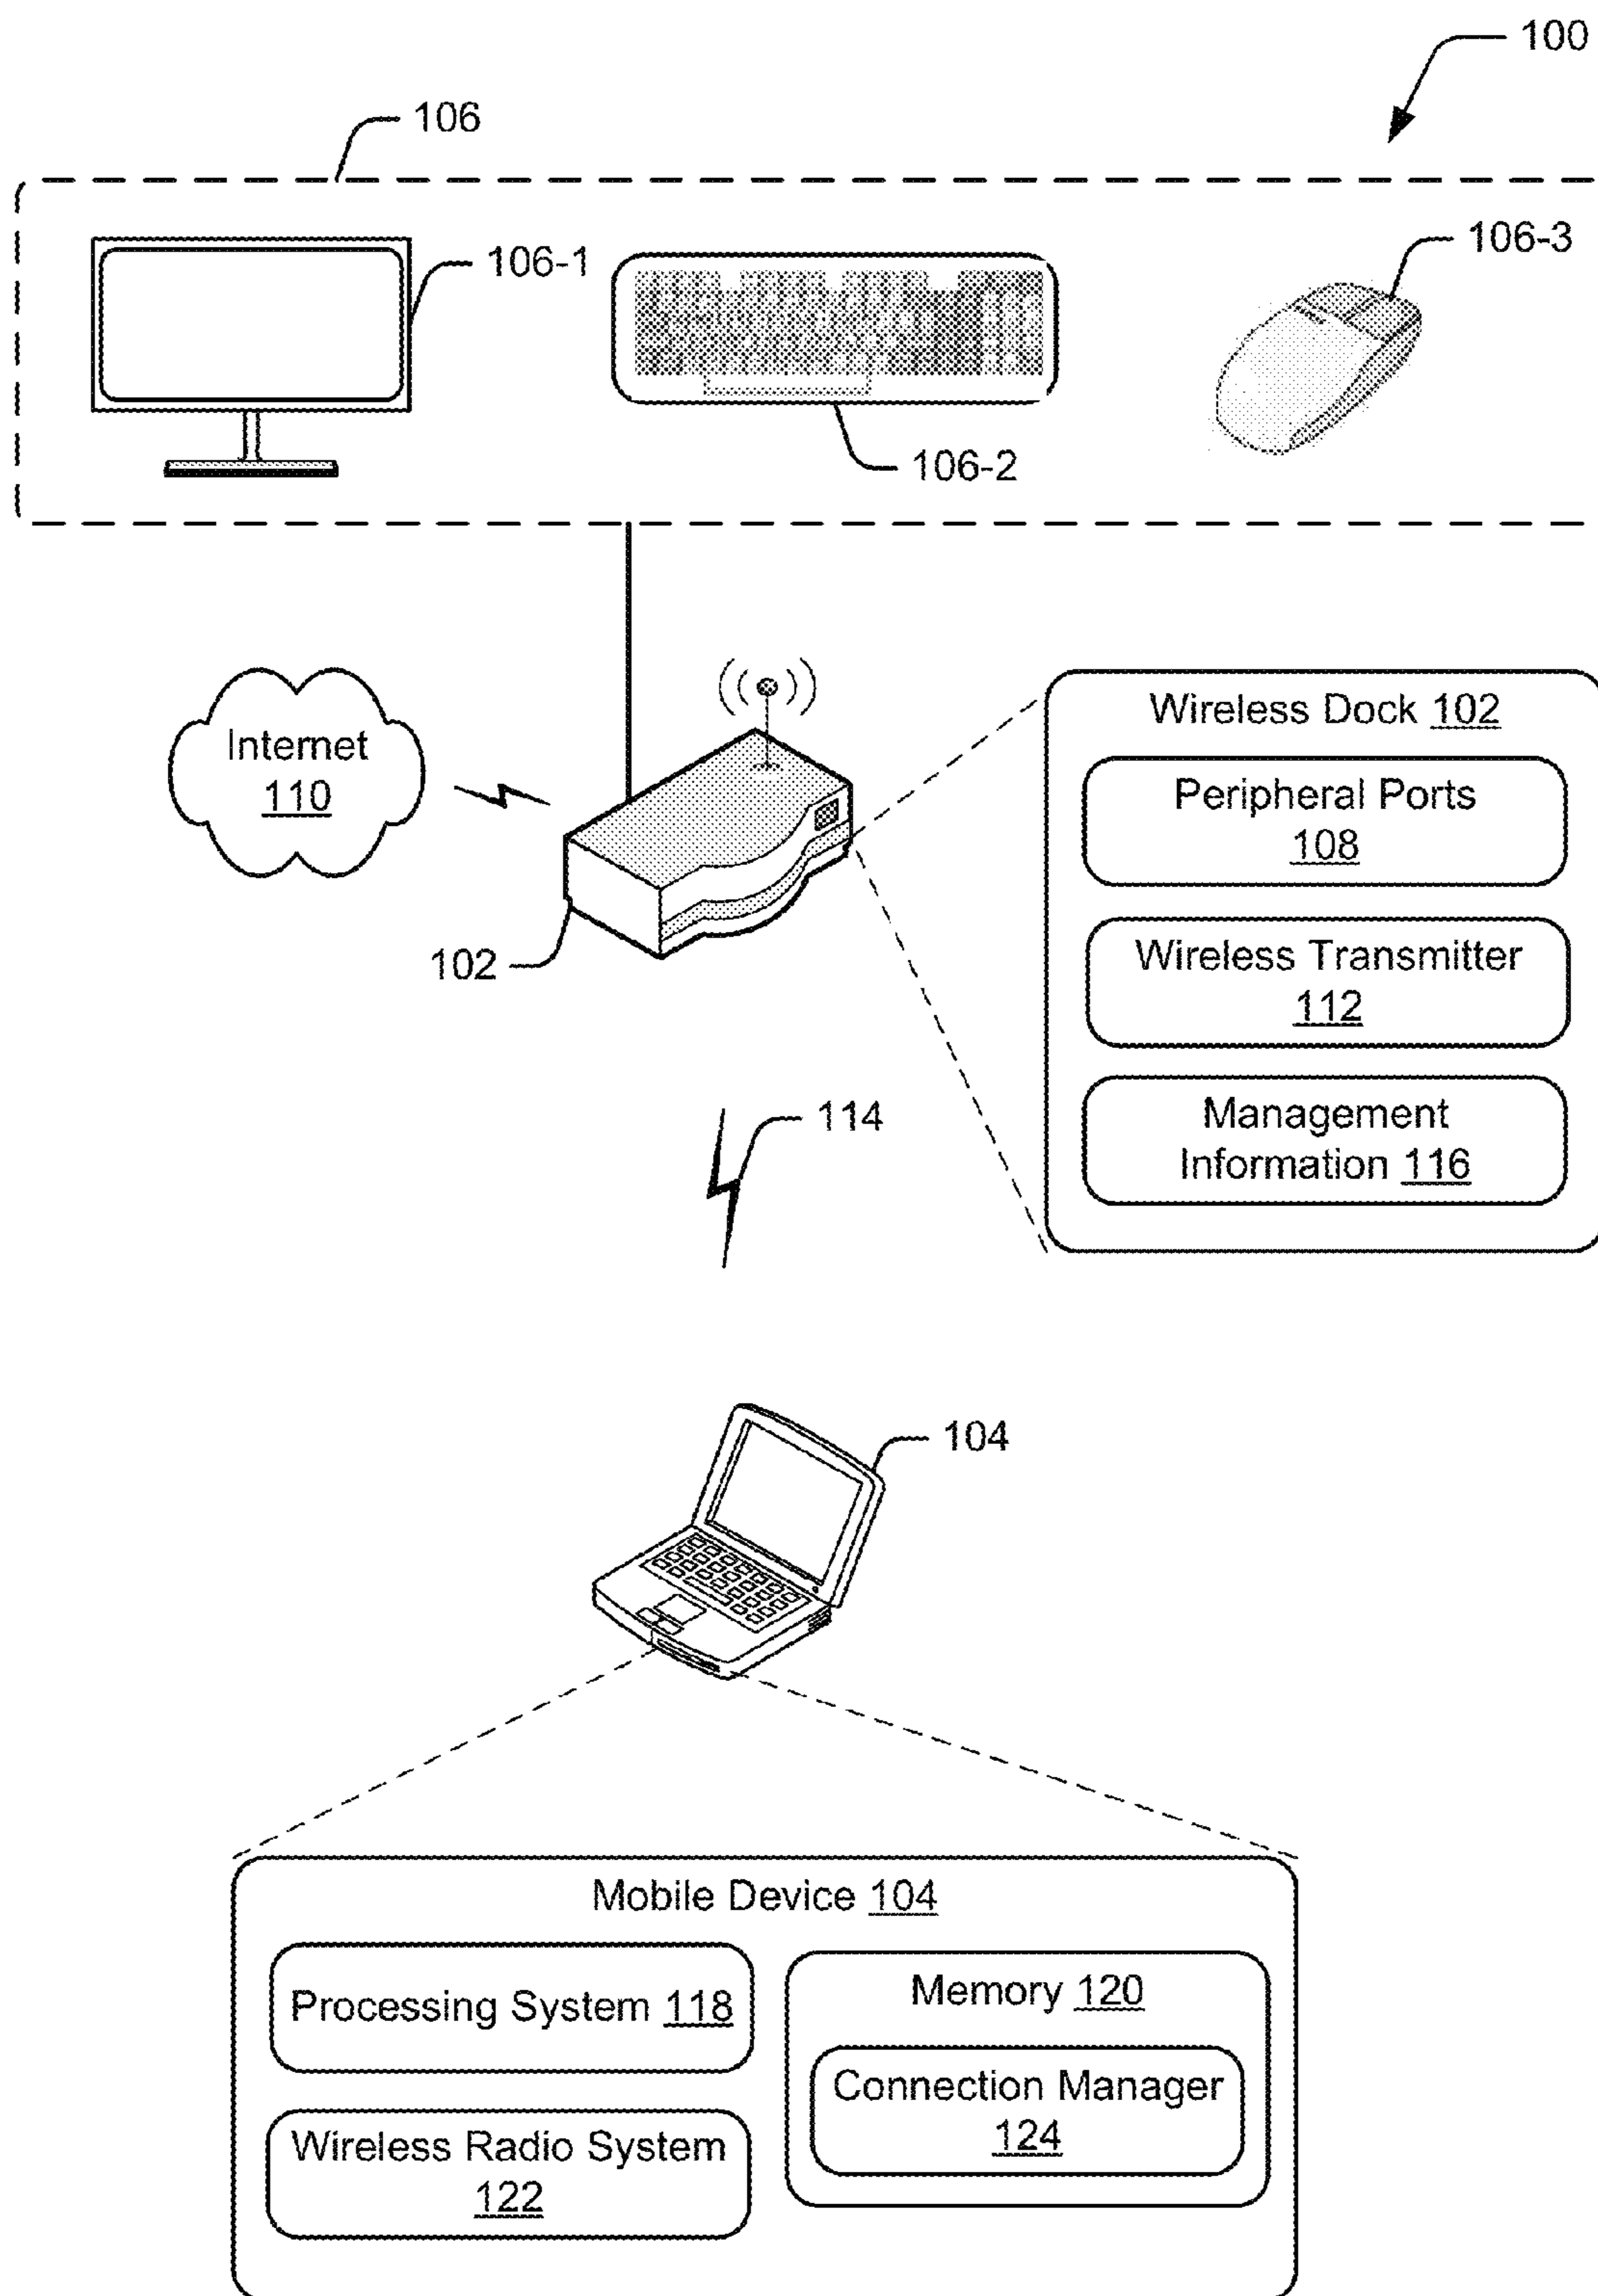 100
106
106-1
106-2
106-3
Internet
110
102
Wireless Dock 102
Peripheral Ports
108
Wireless Transmitter
112
Management
Information 116
114
104
Mobile Device 104
Processing System 118
Wireless Radio System
122
Memory 120
Connection Manager
124